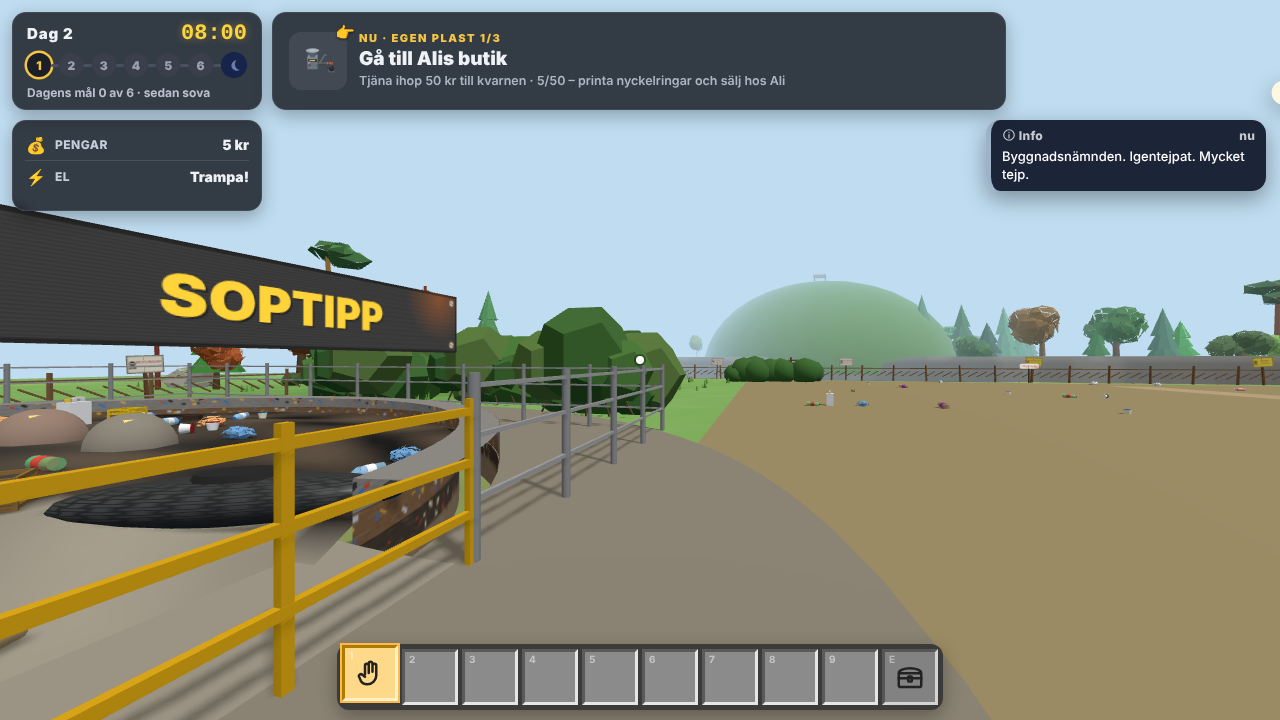 Dag 2
08:00
1 2 3 4 5 6
Dagens mål 0 av 6 · sedan sova
NU · EGEN PLAST 1/3
Gå till Alis butik
Tjäna ihop 50 kr till kvarnen · 5/50 – printa nyckelringar och sälj hos Ali
PENGAR 5 kr
EL Trampa!
Info nu
Byggnadsnämnden. Igentejpat. Mycket
tejp.
SOPTIPP
1 2 3 4 5 6 7 8 9 E